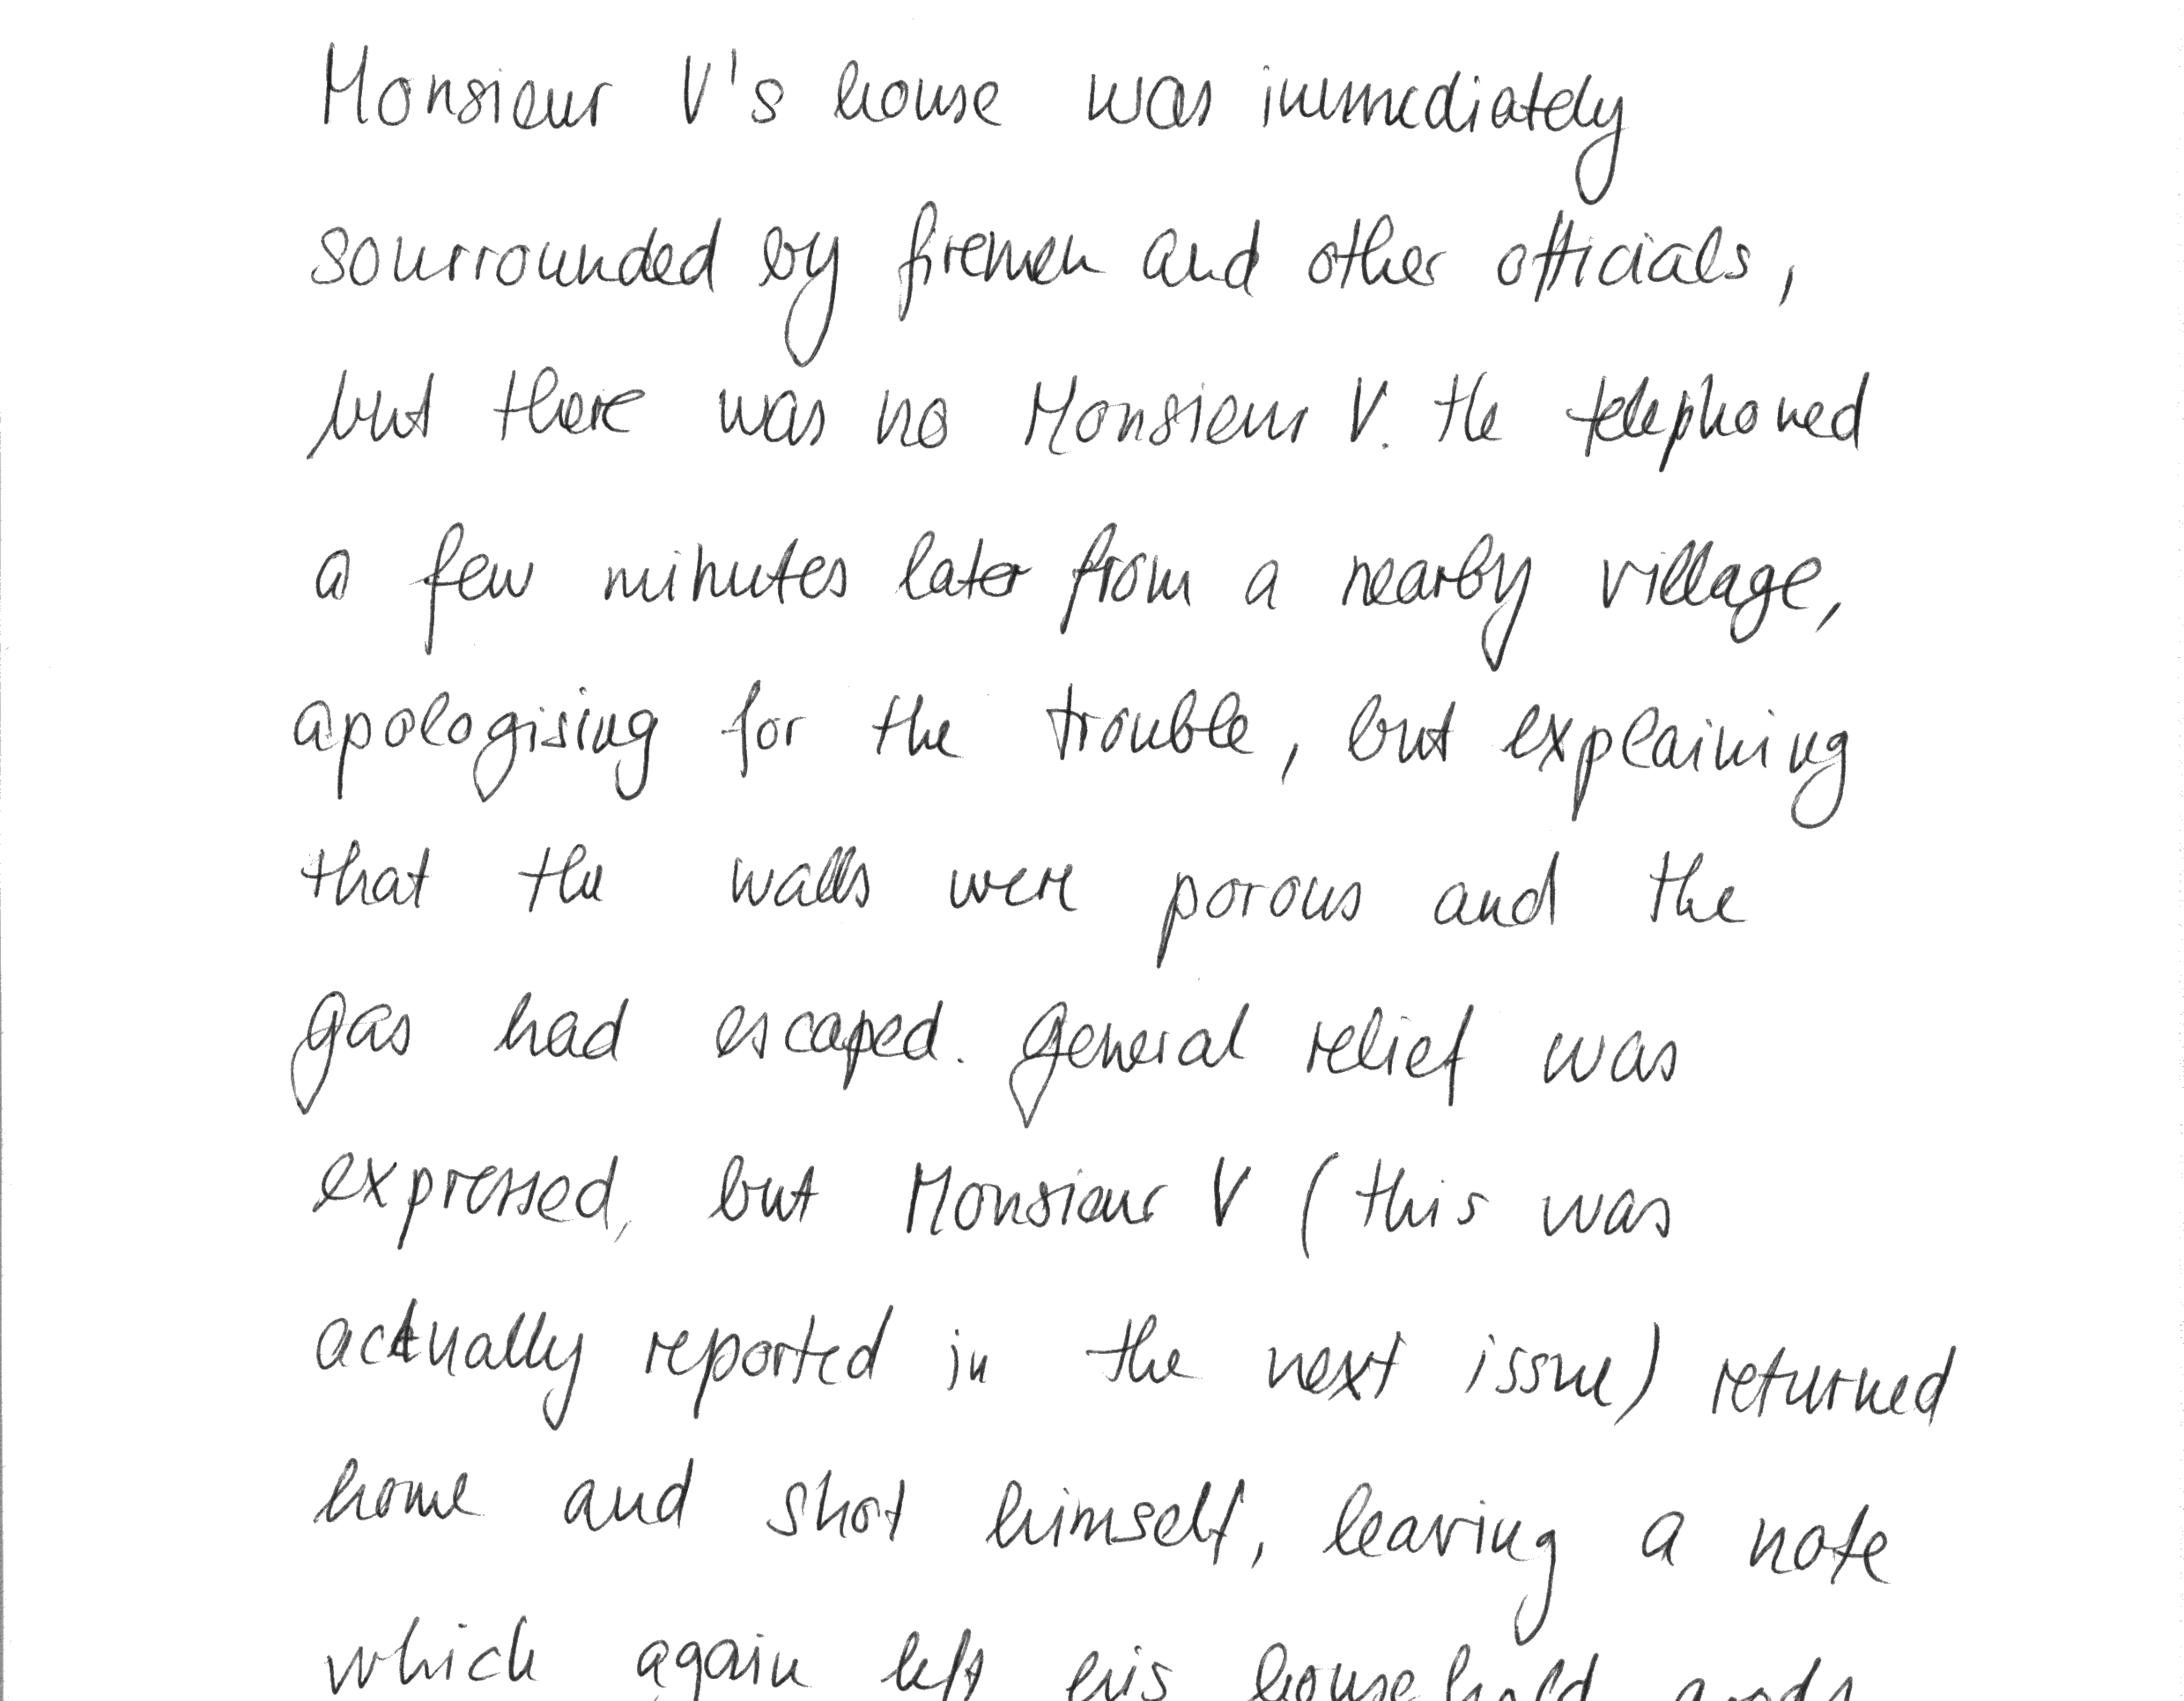 Monsieur V's house was immediately
sourrounded by firemen and other officials,
but there was no Monsieur V. He telephoned
a few minutes later from a nearby village,
apologising for the trouble, but explaining
that the walls were porous and the
gas had escaped. General relief was
expressed, but Monsieur V (this was
actually reported in the next issue) returned
home and shot himself, leaving a note
which again left his household goods